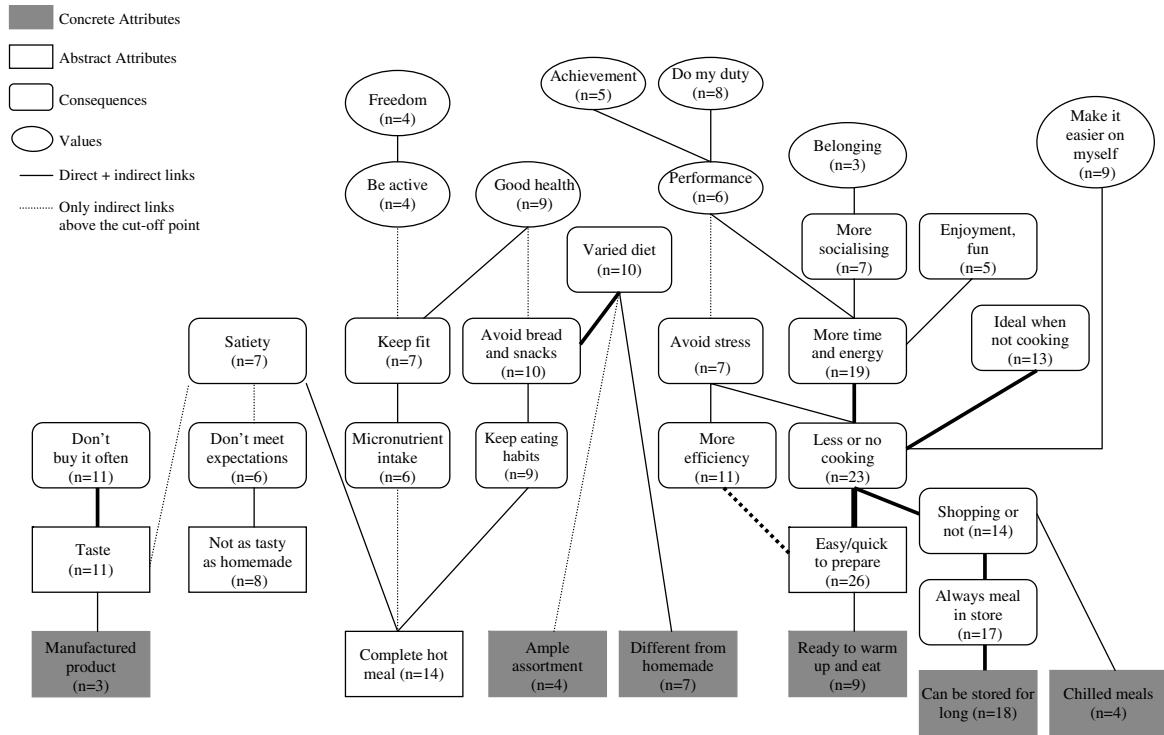 Concrete Attributes
Abstract Attributes
Consequences
Values
Direct + indirect links
Only indirect links
above the cut-off point
Achievement
(n=5)
Do my duty
(n=8)
Freedom
(n=4)
Make it
easier on
myself
(n=9)
Belonging
(n=3)
Be active
(n=4)
Good health
(n=9)
Performance
(n=6)
More
socialising
(n=7)
Enjoyment,
fun
(n=5)
Varied diet
(n=10)
Satiety
(n=7)
Keep fit
(n=7)
Avoid bread
and snacks
(n=10)
Avoid stress
(n=7)
More time
and energy
(n=19)
Ideal when
not cooking
(n=13)
Don't
buy it often
(n=11)
Don't meet
expectations
(n=6)
Micronutrient
intake
(n=6)
Keep eating
habits
(n=9)
More
efficiency
(n=11)
Less or no
cooking
(n=23)
Shopping or
not (n=14)
Taste
(n=11)
Not as tasty
as homemade
(n=8)
Easy/quick
to prepare
(n=26)
Always meal
in store
(n=17)
Manufactured
product
(n=3)
Complete hot
meal (n=14)
Ample
assortment
(n=4)
Different from
homemade
(n=7)
Ready to warm
up and eat
(n=9)
Can be stored for
long (n=18)
Chilled meals
(n=4)